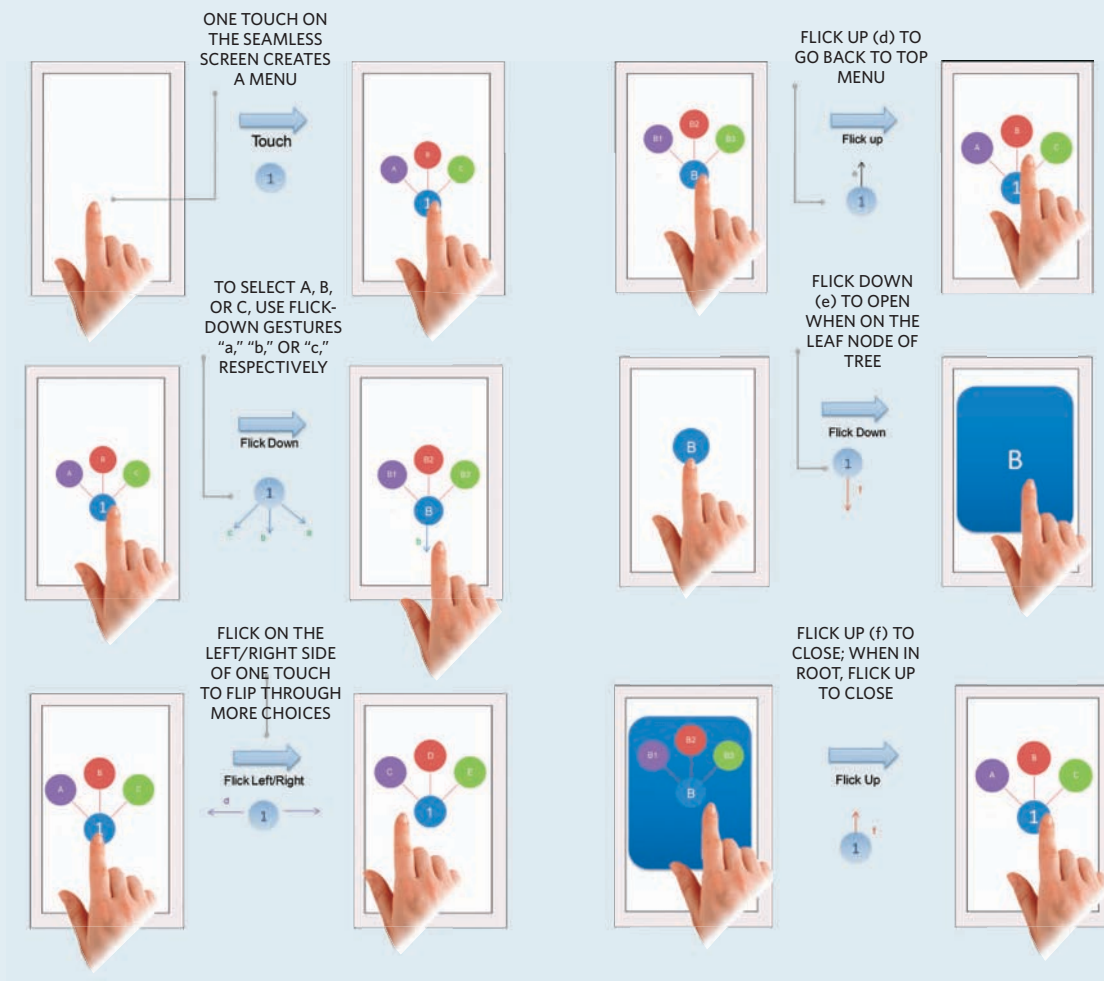 ONE TOUCH ON
THE SEAMLESS
SCREEN CREATES
A MENU
Touch
1
A
B
C
1
TO SELECT A, B,
OR C, USE FLICK-
DOWN GESTURES
“a,” “b,” OR “c,”
RESPECTIVELY
A
B
C
1
Flick Down
1
c
b
a
B1
B2
B3
B
b
FLICK ON THE
LEFT/RIGHT SIDE
OF ONE TOUCH
TO FLIP THROUGH
MORE CHOICES
A
B
C
1
Flick Left/Right
d
1
C
D
E
1
FLICK UP (d) TO
GO BACK TO TOP
MENU
B1
B2
B3
B
Flick up
1
A
B
C
1
FLICK DOWN
(e) TO OPEN
WHEN ON THE
LEAF NODE OF
TREE
B
Flick Down
1
f
B
FLICK UP (f) TO
CLOSE; WHEN IN
ROOT, FLICK UP
TO CLOSE
B1
B2
B3
B
Flick Up
f
1
A
B
C
1